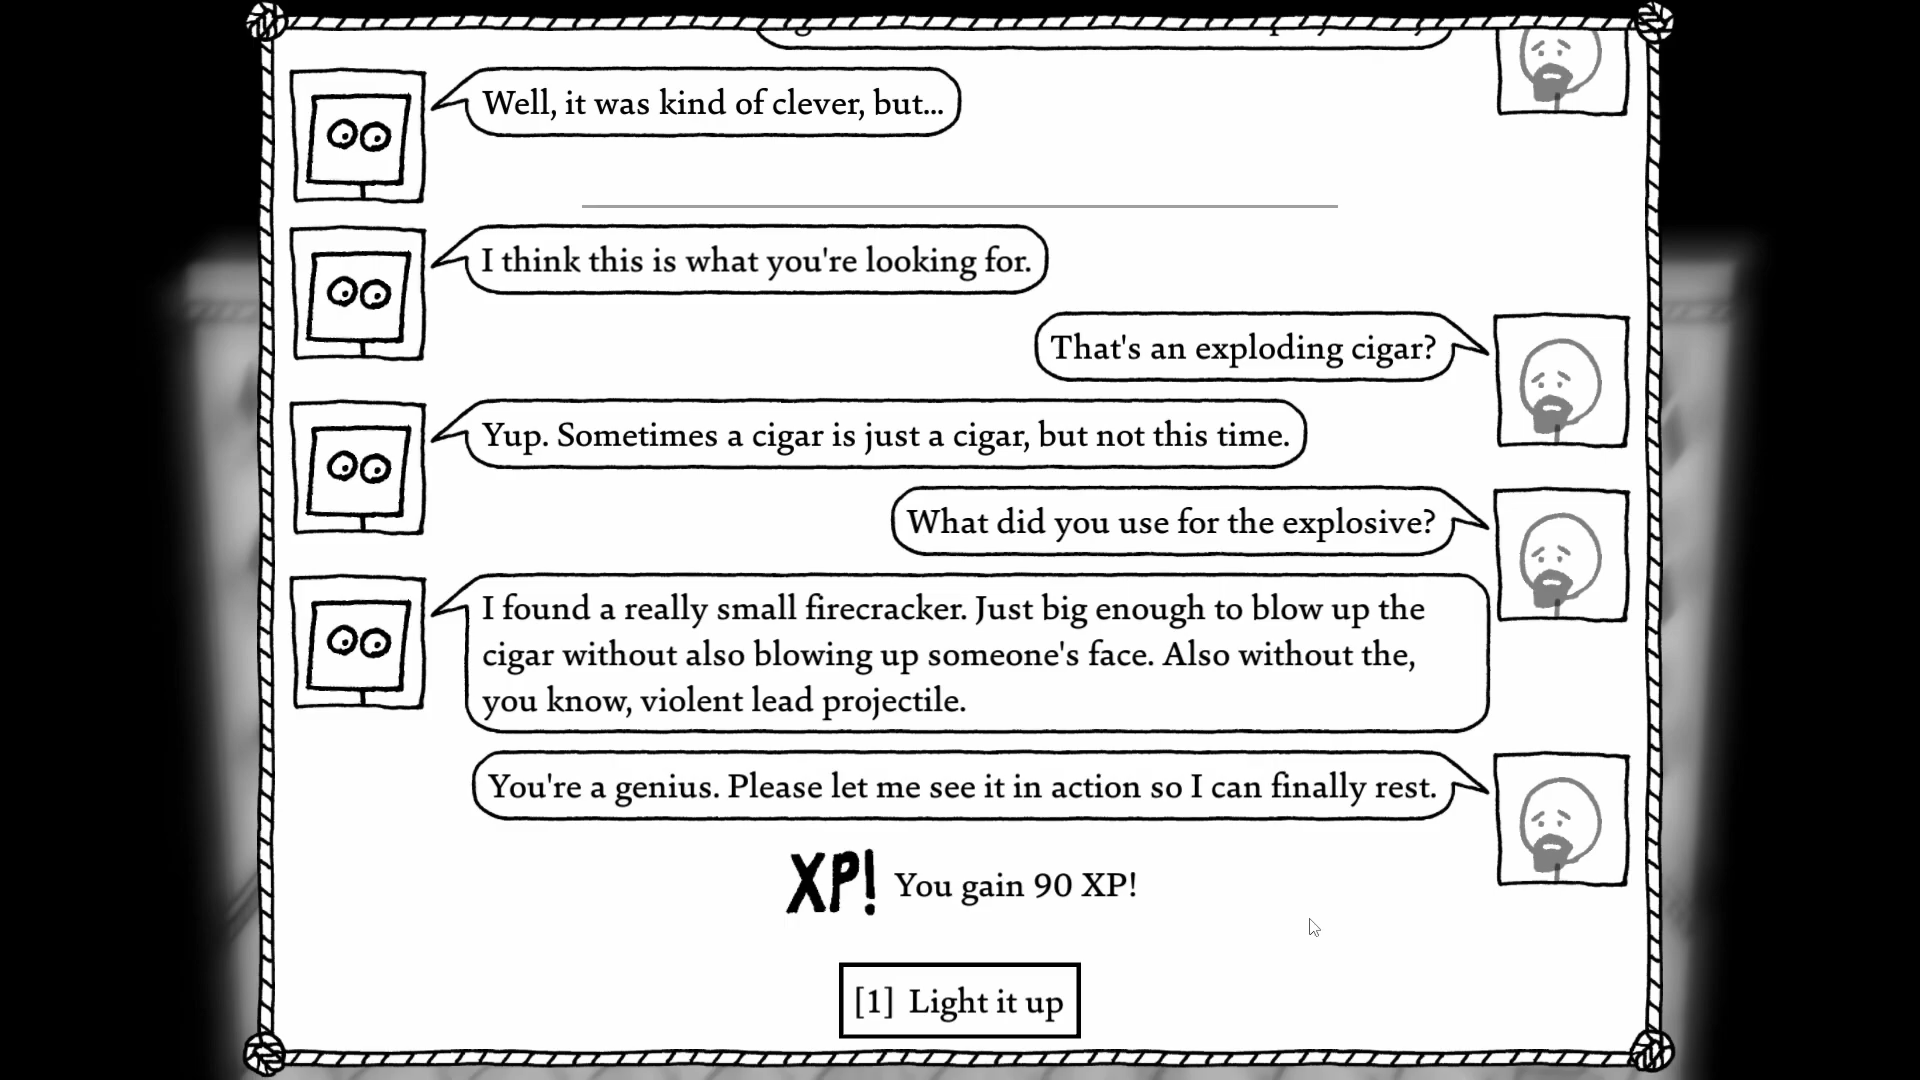 Well, it was kind of clever, but...
I think this is what you're looking for.
That's an exploding cigar?
Yup. Sometimes a cigar is just a cigar, but not this time.
What did you use for the explosive?
I found a really small firecracker. Just big enough to blow up the
cigar without also blowing up someone's face. Also without the,
you know, violent lead projectile.
You're a genius. Please let me see it in action so I can finally rest.
XP! You gain 90 XP!
[1] Light it up